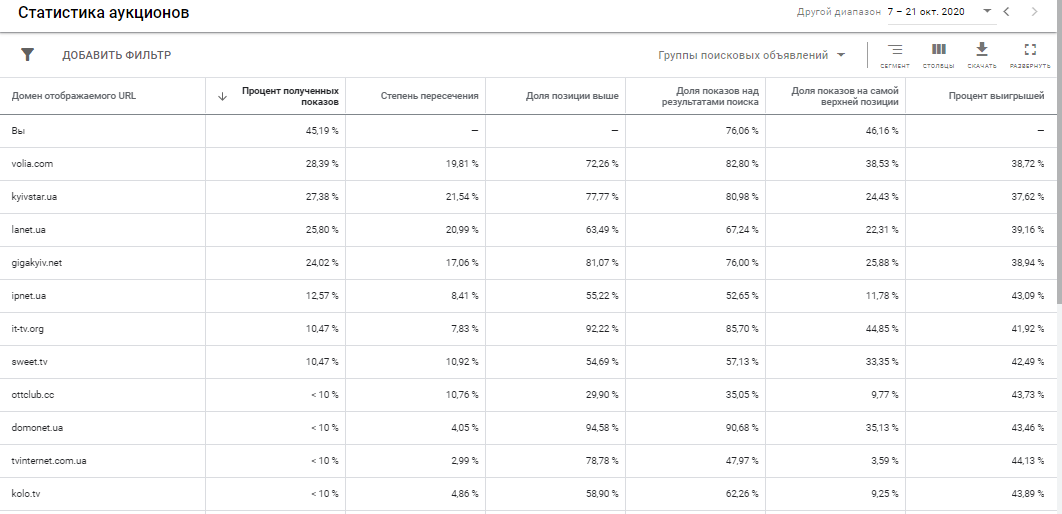 Статистика аукционов
Другой диапазон 7 – 21 окт. 2020
ДОБАВИТЬ ФИЛЬТР
Группы поисковых объявлений
СЕГМЕНТ СТОЛБЦЫ СКАЧАТЬ РАЗВЕРНУТЬ
Домен отображаемого URL Процент полученных показов Степень пересечения Доля позиции выше Доля показов над результатами поиска Доля показов на самой верхней позиции Процент выигрышей
Вы 45,19 % — — 76,06 % 46,16 % —
volia.com 28,39 % 19,81 % 72,26 % 82,80 % 38,53 % 38,72 %
kyivstar.ua 27,38 % 21,54 % 77,77 % 80,98 % 24,43 % 37,62 %
lanet.ua 25,80 % 20,99 % 63,49 % 67,24 % 22,31 % 39,16 %
gigakyiv.net 24,02 % 17,06 % 81,07 % 76,00 % 25,88 % 38,94 %
ipnet.ua 12,57 % 8,41 % 55,22 % 52,65 % 11,78 % 43,09 %
it-tv.org 10,47 % 7,83 % 92,22 % 85,70 % 44,85 % 41,92 %
sweet.tv 10,47 % 10,92 % 54,69 % 57,13 % 33,35 % 42,49 %
ottclub.cc < 10 % 10,76 % 29,90 % 35,05 % 9,77 % 43,73 %
domonet.ua < 10 % 4,05 % 94,58 % 90,68 % 35,13 % 43,46 %
tvinternet.com.ua < 10 % 2,99 % 78,78 % 47,97 % 3,59 % 44,13 %
kolo.tv < 10 % 4,86 % 58,90 % 62,26 % 9,25 % 43,89 %